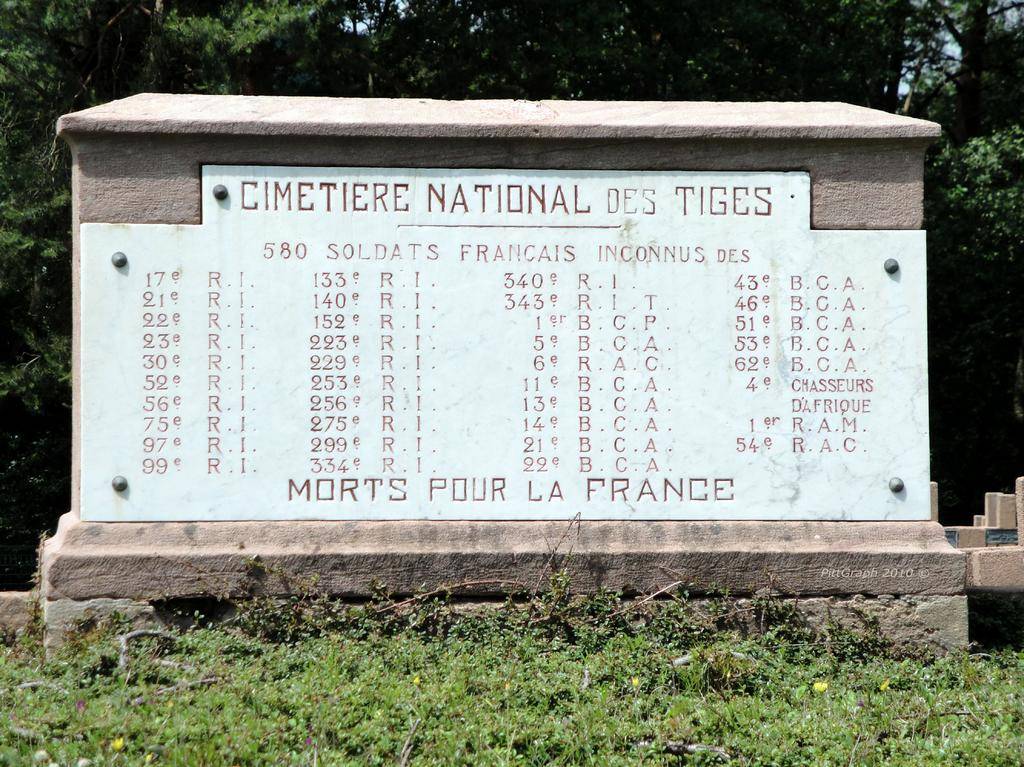 CIMETIERE NATIONAL DES TIGES
580 SOLDATS FRANCAIS INCONNUS DES
17e R.I. 133e R.I. 340e R.I. 43e B.C.A.
21e R.I. 140e R.I. 343e R.I.T. 46e B.C.A.
22e R.I. 152e R.I. 1er B.C.P. 51e B.C.A.
23e R.I. 223e R.I. 5e B.C.A. 53e B.C.A.
30e R.I. 229e R.I. 6e R.A.C. 62e B.C.A.
52e R.I. 253e R.I. 11e B.C.A. 4e CHASSEURS
56e R.I. 256e R.I. 13e B.C.A. D'AFRIQUE
75e R.I. 275e R.I. 14e B.C.A. 1er R.A.M.
97e R.I. 299e R.I. 21e B.C.A. 54e R.A.C.
99e R.I. 334e R.I. 22e B.C.A.
MORTS POUR LA FRANCE
PittGraph 2010 ©